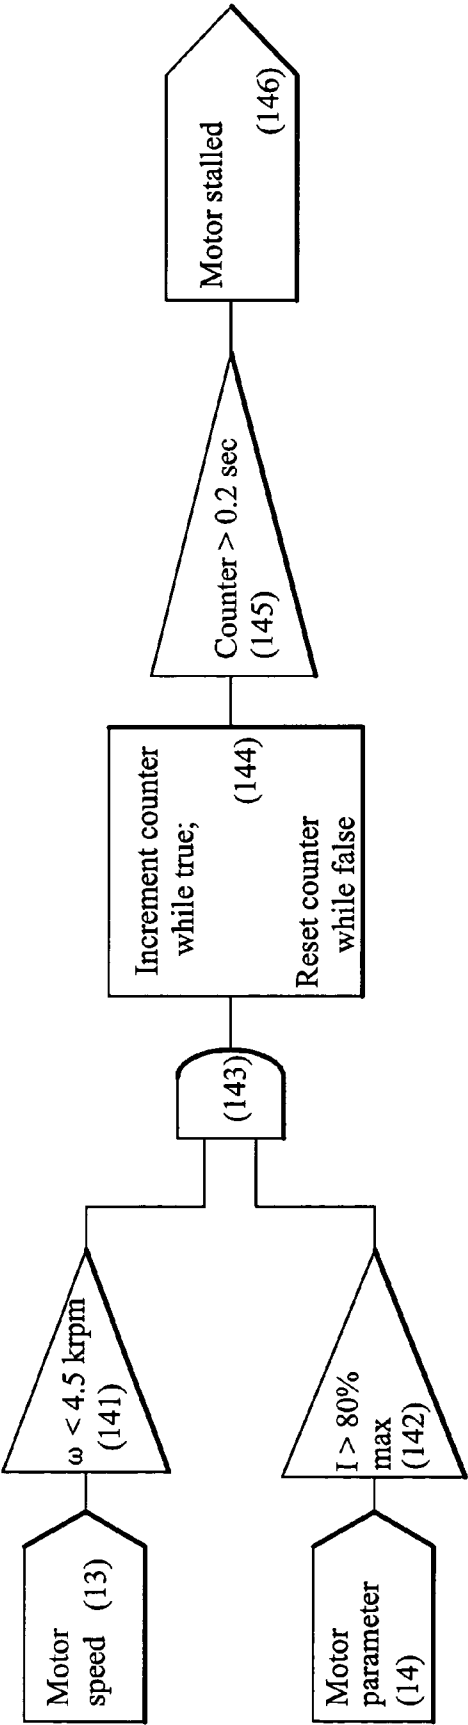 Motor
speed (13)
ω < 4.5 krpm
(141)
Motor
parameter
(14)
I > 80%
max
(142)
(143)
Increment counter
while true;
(144)
Reset counter
while false
Counter > 0.2 sec
(145)
Motor stalled
(146)